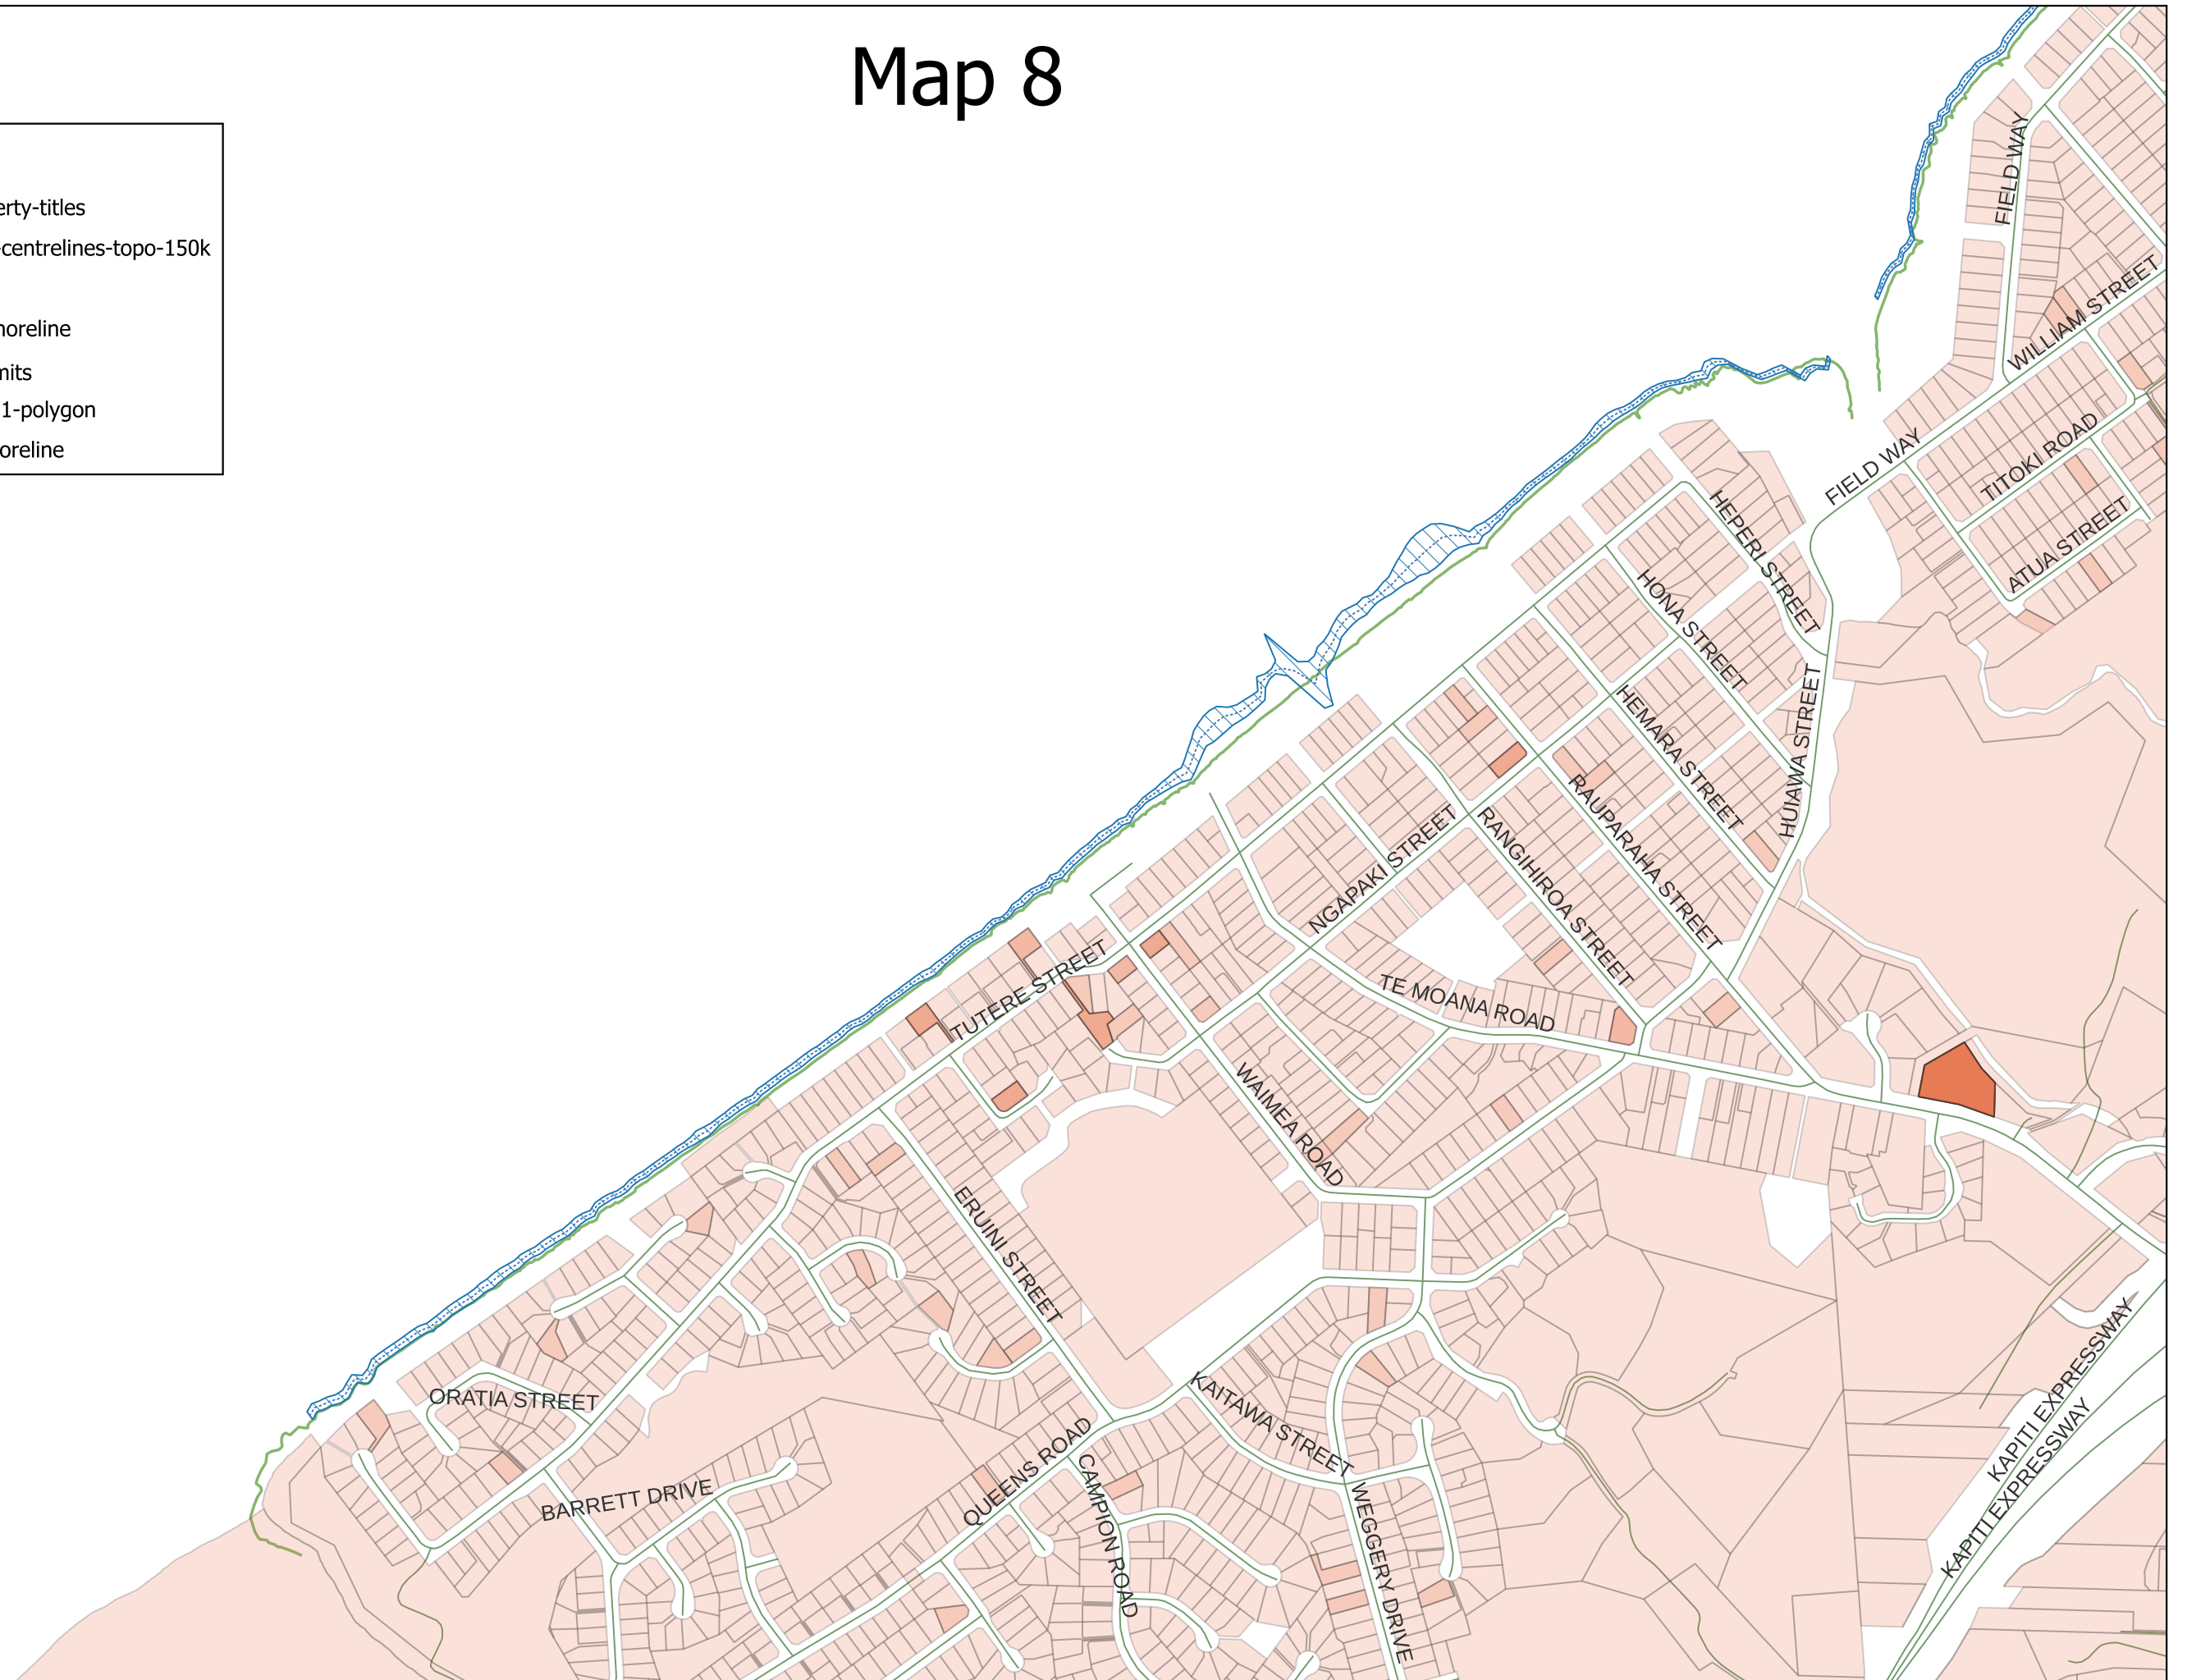 Map 8
erty-titles
-centrelines-topo-150k
horeline
mits
1-polygon
oreline
FIELD WAY
WILLIAM STREET
FIELD WAY
TITOKI ROAD
ATUA STREET
HEPERI STREET
HONA STREET
HEMARA STREET
HUIAWA STREET
RAUPARAHA STREET
RANGIHIROA STREET
NGAPAKI STREET
TE MOANA ROAD
TUTERE STREET
WAIMEA ROAD
ERUINI STREET
ORATIA STREET
KAITAWA STREET
KAPITI EXPRESSWAY
KAPITI EXPRESSWAY
BARRETT DRIVE
QUEENS ROAD
CAMPION ROAD
WEGGERY DRIVE